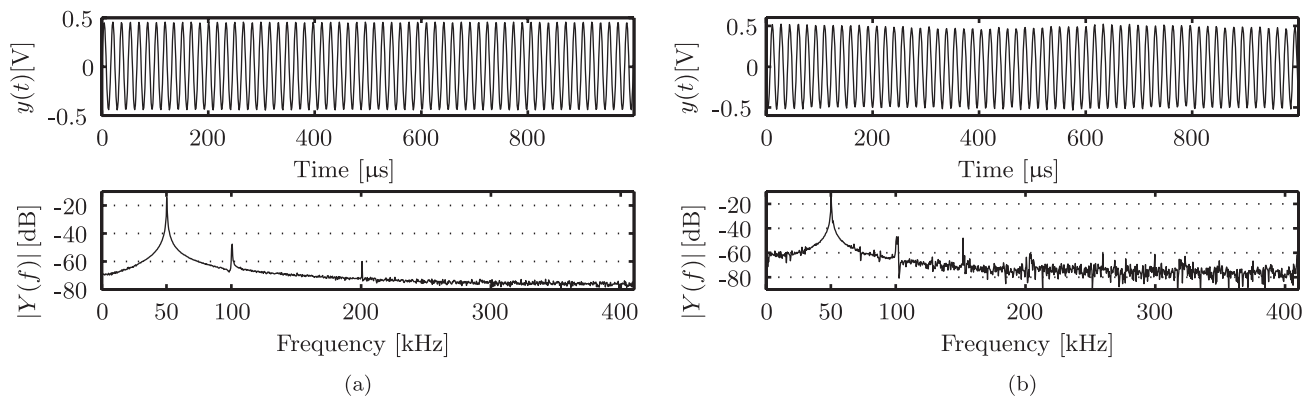 0.5
0
-0.5
y(t)[V]
0 200 400 600 800
Time [µs]
-20
-40
-60
-80
|Y(f)| [dB]
0 50 100 200 300 400
Frequency [kHz]
(a)
0.5
0
-0.5
y(t)[V]
0 200 400 600 800
Time [µs]
-20
-40
-60
-80
|Y(f)| [dB]
0 50 100 200 300 400
Frequency [kHz]
(b)